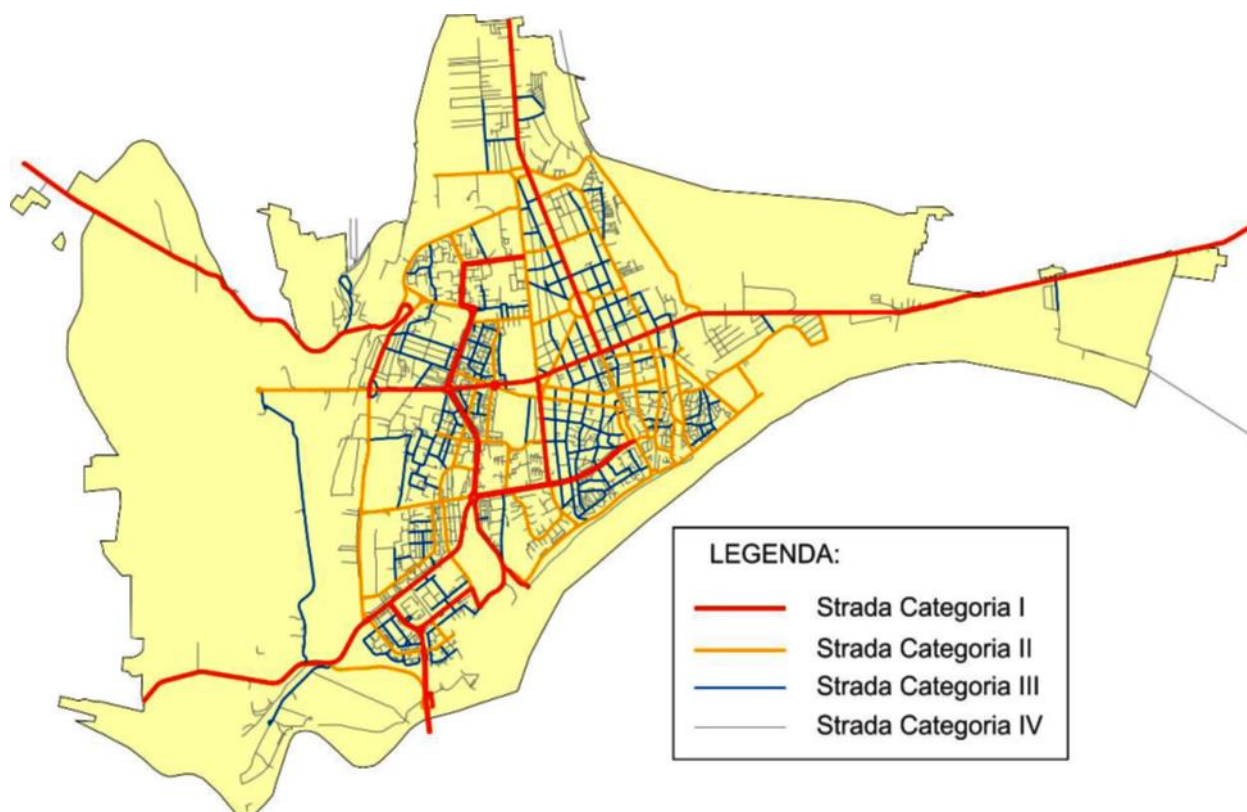 LEGENDA:
Strada Categoria I
Strada Categoria II
Strada Categoria III
Strada Categoria IV